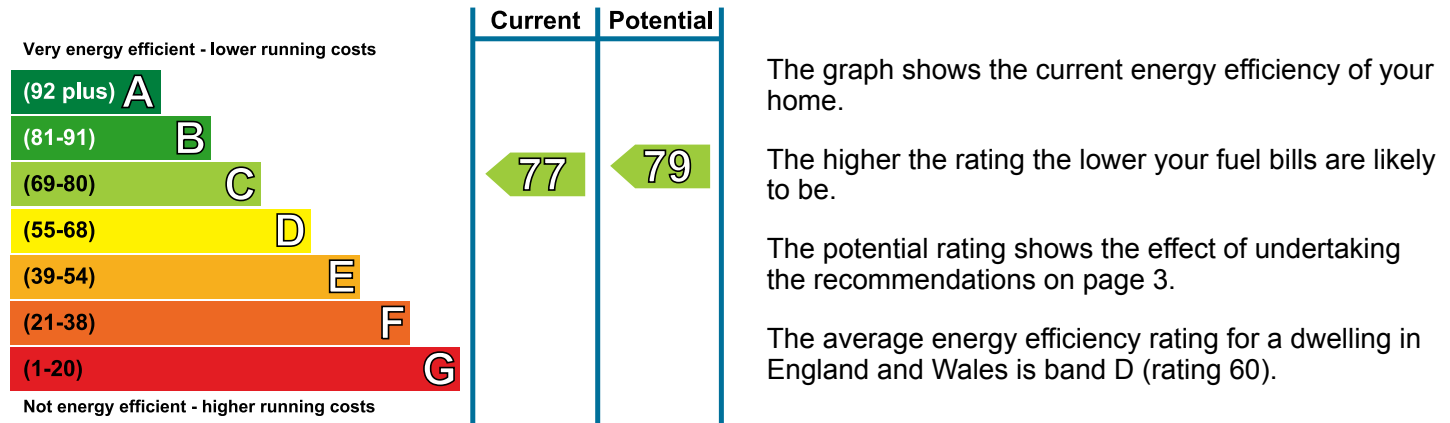 Current Potential
Very energy efficient - lower running costs
(92 plus) A
(81-91) B
(69-80) C
77 79
(55-68) D
(39-54) E
(21-38) F
(1-20) G
Not energy efficient - higher running costs
The graph shows the current energy efficiency of your
home.
The higher the rating the lower your fuel bills are likely
to be.
The potential rating shows the effect of undertaking
the recommendations on page 3.
The average energy efficiency rating for a dwelling in
England and Wales is band D (rating 60).